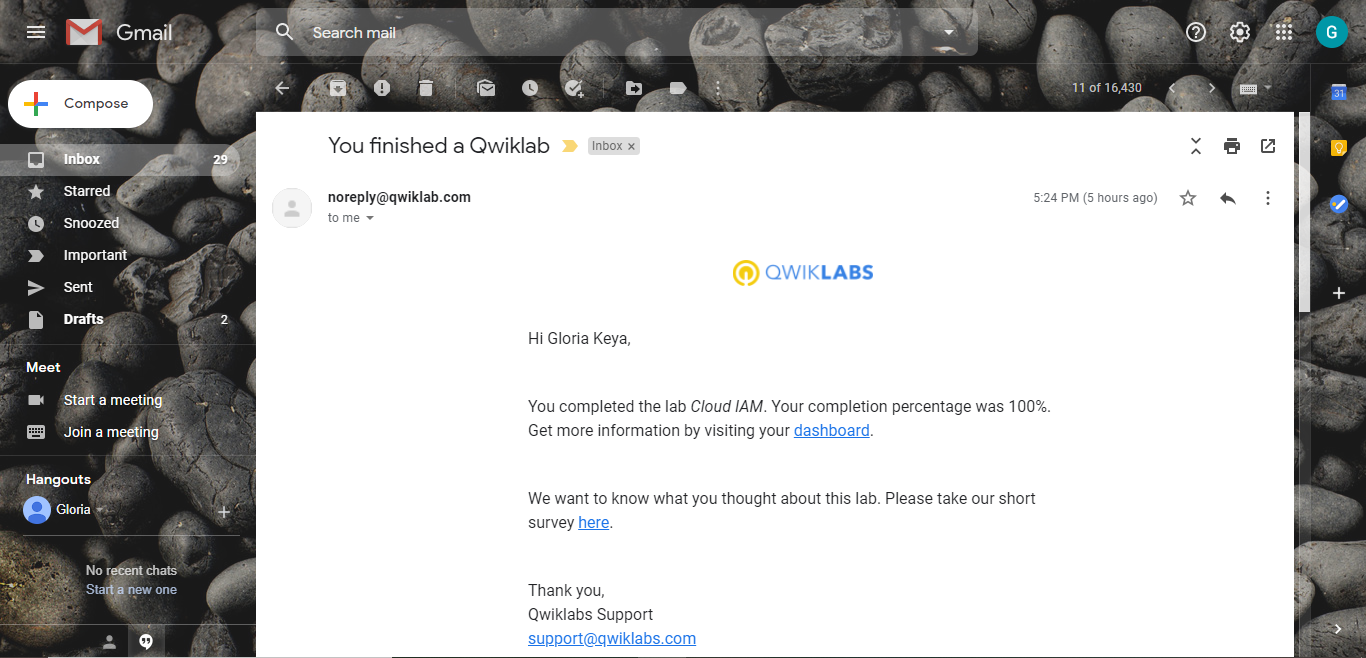 Gmail
Search mail
G
Compose
11 of 16,430
31
Inbox 29
Starred
Snoozed
Important
Sent
Drafts 2
Meet
Start a meeting
Join a meeting
Hangouts
Gloria
No recent chats
Start a new one
You finished a Qwiklab
Inbox x
noreply@qwiklab.com
5:24 PM (5 hours ago)
to me
QWIKLABS
Hi Gloria Keya,
You completed the lab Cloud IAM. Your completion percentage was 100%.
Get more information by visiting your dashboard.
We want to know what you thought about this lab. Please take our short
survey here.
Thank you,
Qwiklabs Support
support@qwiklabs.com